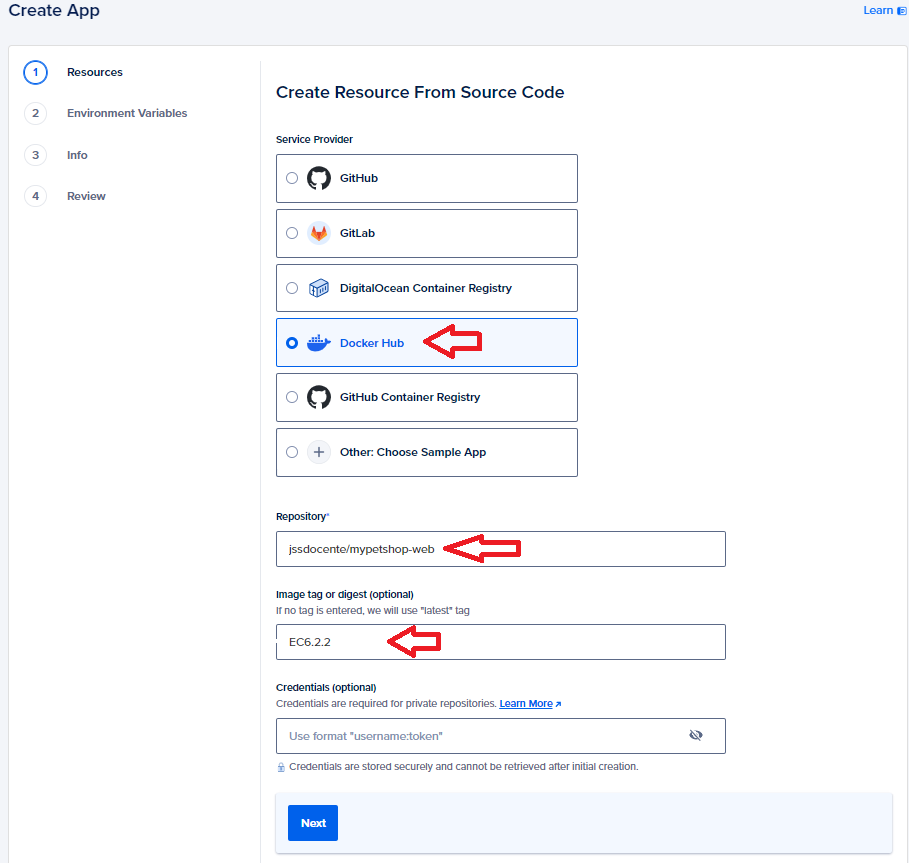 Create App
Learn
1 Resources
2 Environment Variables
3 Info
4 Review
Create Resource From Source Code
Service Provider
GitHub
GitLab
DigitalOcean Container Registry
Docker Hub
GitHub Container Registry
Other: Choose Sample App
Repository*
jssdocente/mypetshop-web
Image tag or digest (optional)
If no tag is entered, we will use "latest" tag
EC6.2.2
Credentials (optional)
Credentials are required for private repositories. Learn More
Use format "username:token"
Credentials are stored securely and cannot be retrieved after initial creation.
Next